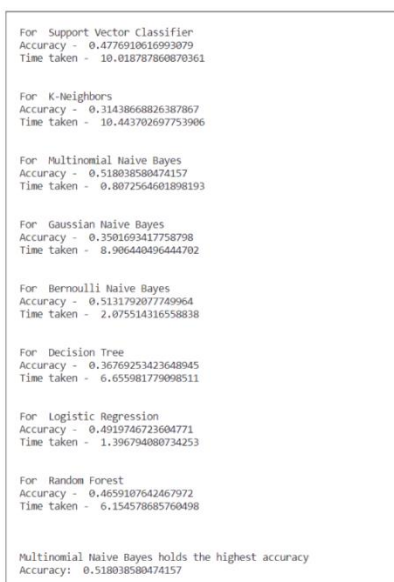 For  Support Vector Classifier
Accuracy -  0.4776910616993079
Time taken -  10.018787860870361
For  K-Neighbors
Accuracy -  0.31438668826387867
Time taken -  10.443702697753906
For  Multinomial Naive Bayes
Accuracy -  0.518038580474157
Time taken -  0.8072564601898193
For  Gaussian Naive Bayes
Accuracy -  0.3501693417758798
Time taken -  8.906440496444702
For  Bernoulli Naive Bayes
Accuracy -  0.5131792077749964
Time taken -  2.075514316558838
For  Decision Tree
Accuracy -  0.36769253423648945
Time taken -  6.655981779098511
For  Logistic Regression
Accuracy -  0.4919746723604771
Time taken -  1.396794080734253
For  Random Forest
Accuracy -  0.4659107642467972
Time taken -  6.154578685760498
Multinomial Naive Bayes holds the highest accuracy
Accuracy:  0.518038580474157